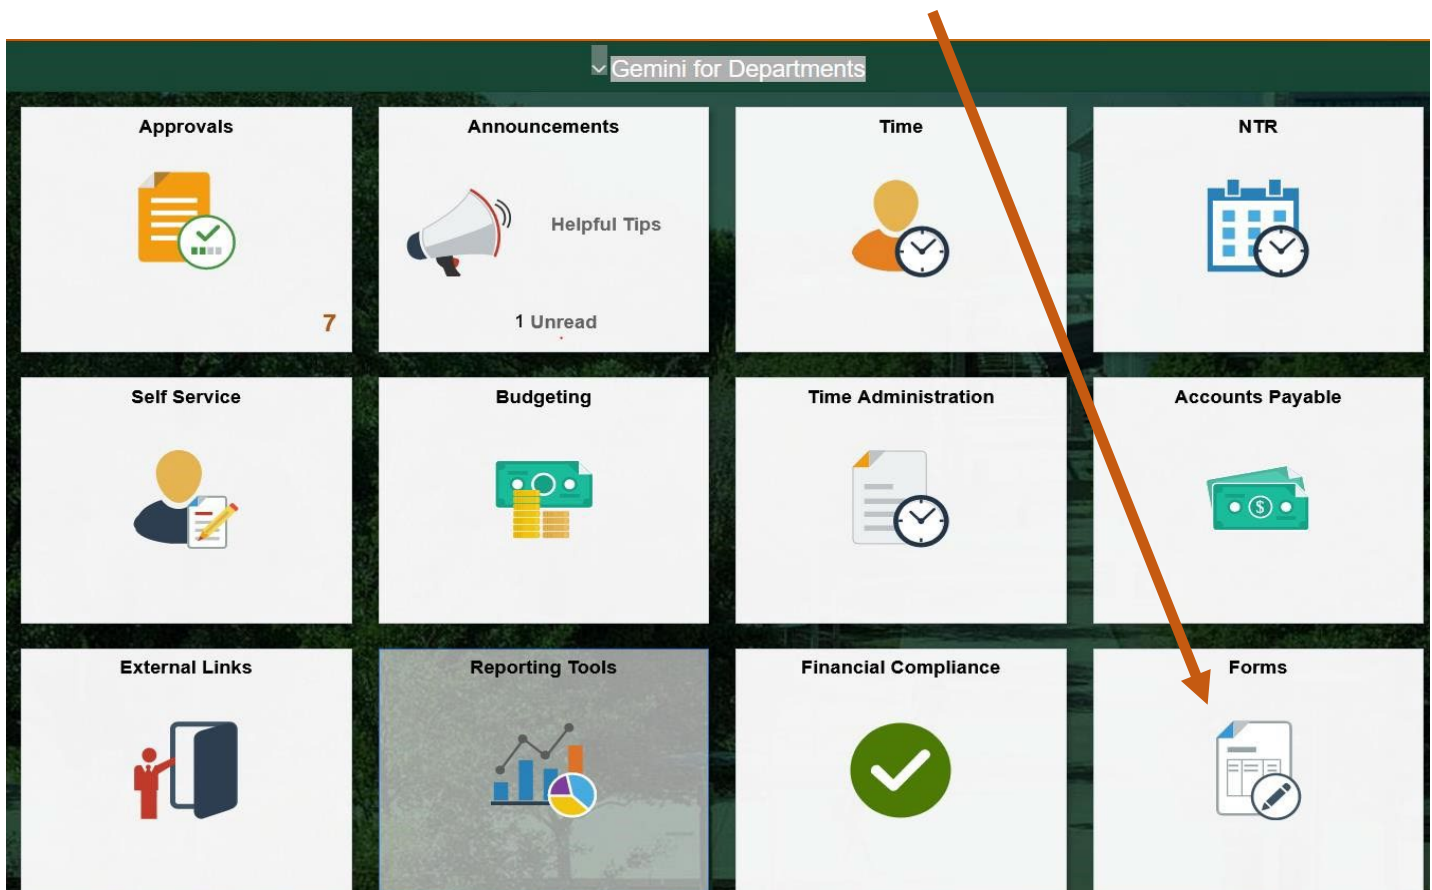 Gemini for Departments
Approvals
Announcements
Time
NTR
Helpful Tips
7
1 Unread
Self Service
Budgeting
Time Administration
Accounts Payable
$
External Links
Reporting Tools
Financial Compliance
Forms